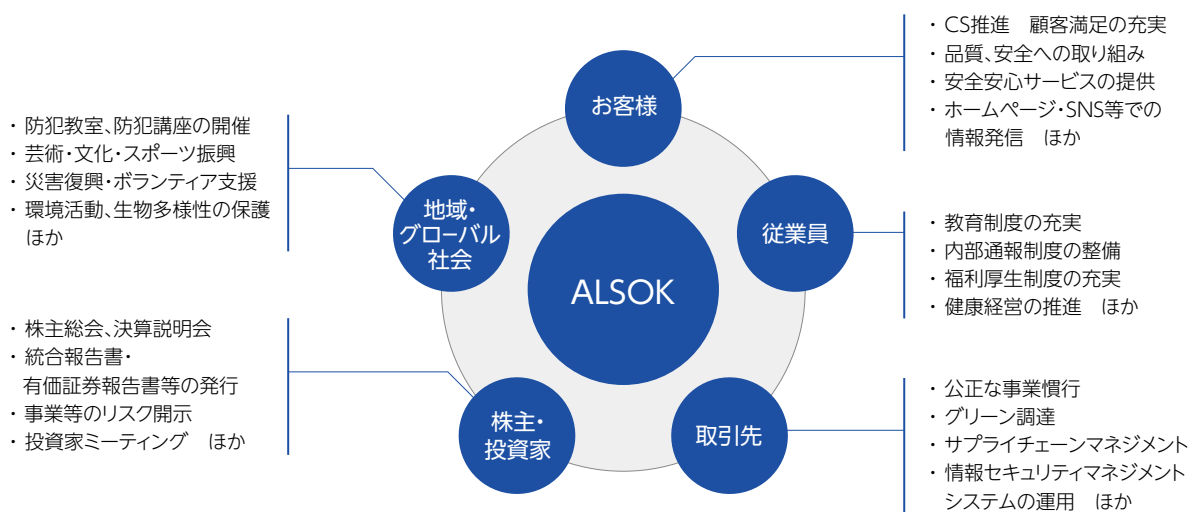 お客様
・ CS推進　顧客満足の充実
・ 品質、安全への取り組み
・ 安全安心サービスの提供
・ ホームページ・SNS等での
情報発信　ほか
従業員
・ 教育制度の充実
・ 内部通報制度の整備
・ 福利厚生制度の充実
・ 健康経営の推進　ほか
取引先
・ 公正な事業慣行
・ グリーン調達
・ サプライチェーンマネジメント
・ 情報セキュリティマネジメント
システムの運用　ほか
株主・
投資家
・ 株主総会、決算説明会
・ 統合報告書・
有価証券報告書等の発行
・ 事業等のリスク開示
・ 投資家ミーティング　ほか
地域・
グローバル
社会
・ 防犯教室、防犯講座の開催
・ 芸術・文化・スポーツ振興
・ 災害復興・ボランティア支援
・ 環境活動、生物多様性の保護
ほか
ALSOK